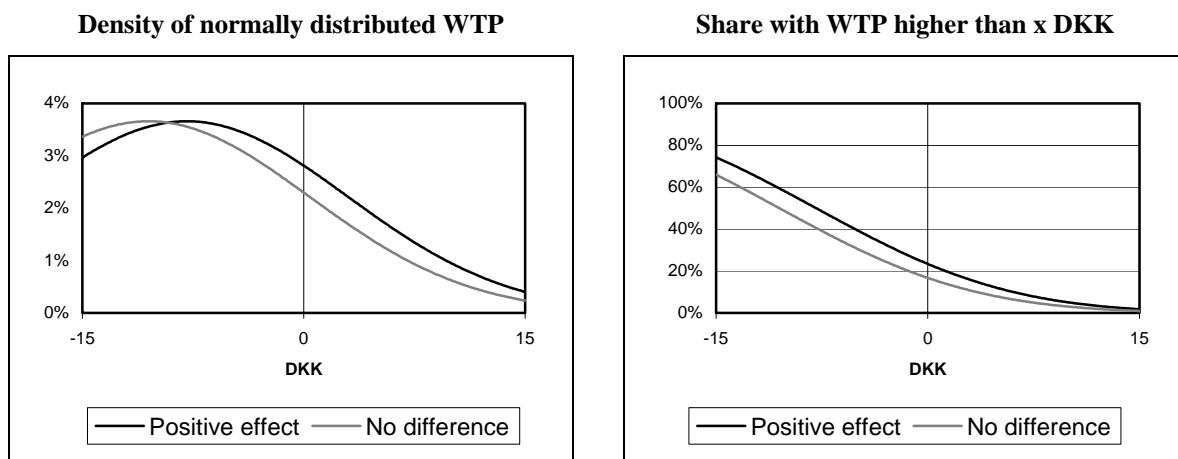 Density of normally distributed WTP
4%
3%
2%
1%
0%
-15 0 15
DKK
Positive effect No difference
Share with WTP higher than x DKK
100%
80%
60%
40%
20%
0%
-15 0 15
DKK
Positive effect No difference